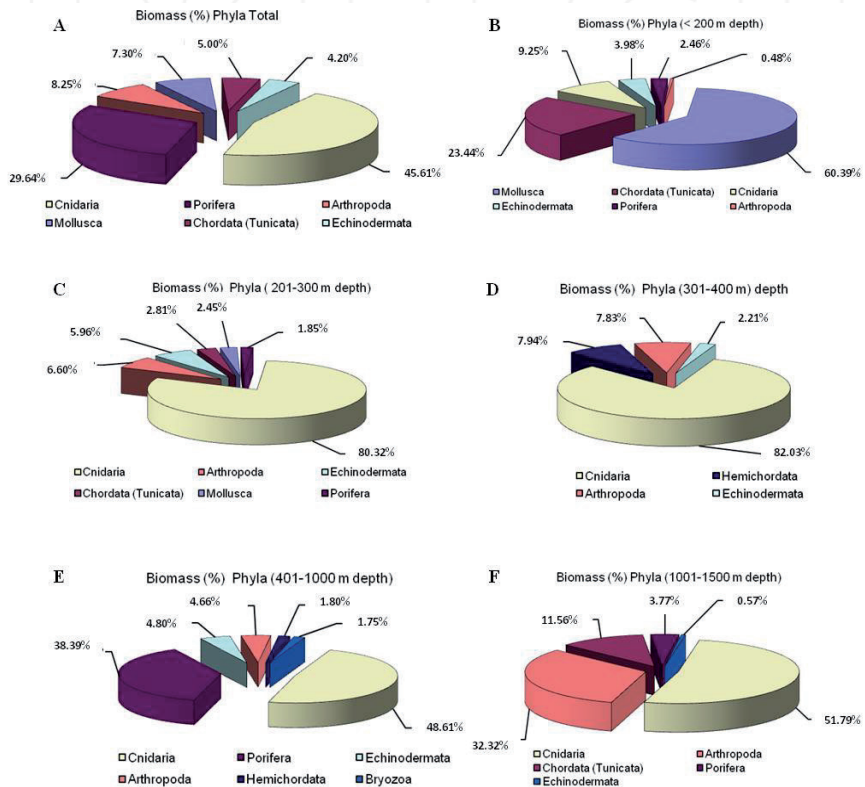 A
Biomass (%) Phyla Total
7.30%
5.00%
4.20%
8.25%
29.64%
45.61%
Cnidaria Porifera Arthropoda
Mollusca Chordata (Tunicata) Echinodermata
B
Biomass (%) Phyla (< 200 m depth)
9.25%
3.98%
2.46%
0.48%
23.44%
60.39%
Mollusca Chordata (Tunicata) Cnidaria
Echinodermata Porifera Arthropoda
C
Biomass (%) Phyla ( 201-300 m depth)
2.81%
2.45%
5.96%
1.85%
6.60%
80.32%
Cnidaria Arthropoda Echinodermata
Chordata (Tunicata) Mollusca Porifera
D
Biomass (%) Phyla (301-400 m) depth)
7.83%
2.21%
7.94%
82.03%
Cnidaria Hemichordata
Arthropoda Echinodermata
E
Biomass (%) Phyla (401-1000 m depth)
4.66%
1.80%
4.80%
1.75%
38.39%
48.61%
Cnidaria Porifera Echinodermata
Arthropoda Hemichordata Bryozoa
F
Biomass (%) Phyla (1001-1500 m depth)
3.77%
0.57%
11.56%
32.32%
51.79%
Cnidaria Arthropoda
Chordata (Tunicata) Porifera
Echinodermata